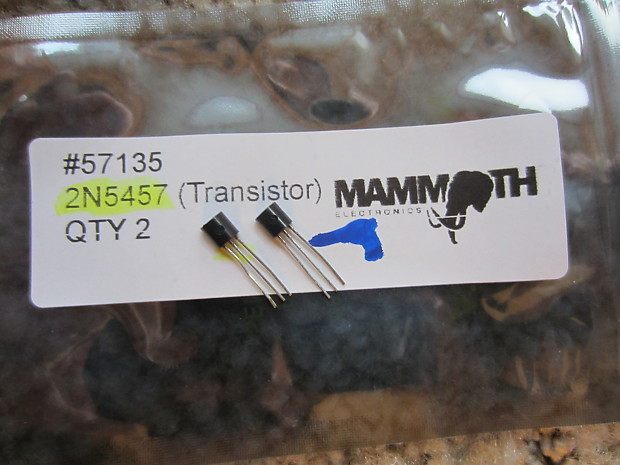 #57135
2N5457 (Transistor)
QTY 2
MAMMOTH
ELECTRONICS